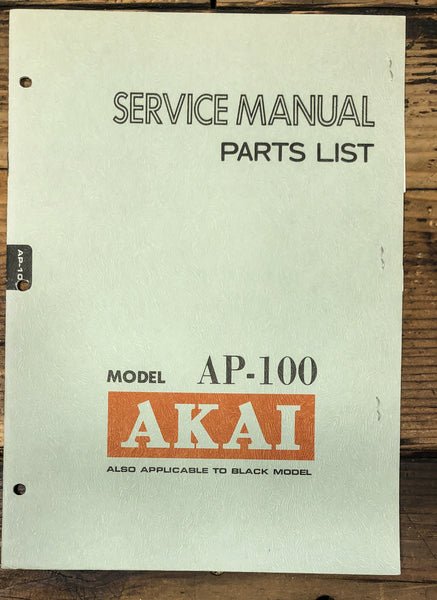 SERVICE MANUAL
PARTS LIST
AP-10
MODEL AP-100
AKAI
ALSO APPLICABLE TO BLACK MODEL